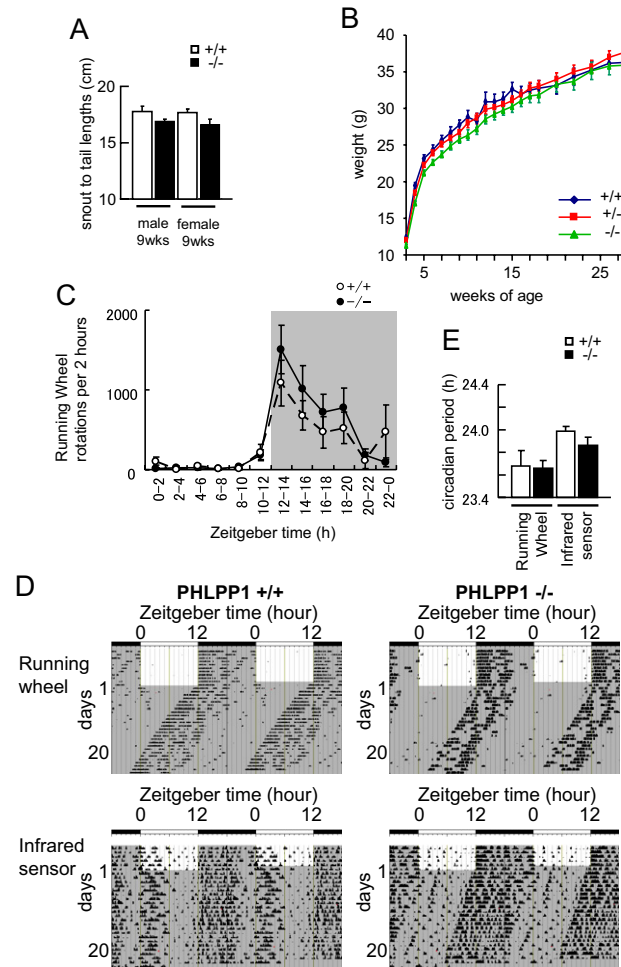 A
+/+
-/-
snout to tail lengths (cm)
20
17
15
10
male
9wks
female
9wks
B
weight (g)
40
35
30
25
20
15
10
5
15
25
weeks of age
+/+
+/-
-/-
C
+/+
-/-
Running Wheel
rotations per 2 hours
2000
1000
0
0-2
2-4
4-6
6-8
8-10
10-12
12-14
14-16
16-18
18-20
20-22
22-0
Zeitgeber time (h)
E
+/+
-/-
circadian period (h)
24.4
24.0
23.4
Running
Wheel
Infrared
sensor
D
PHLPP1 +/+
PHLPP1 -/-
Zeitgeber time (hour)
Zeitgeber time (hour)
0 12 0 12
0 12 0 12
Running
wheel
days
1
20
days
1
20
Zeitgeber time (hour)
Zeitgeber time (hour)
0 12 0 12
0 12 0 12
Infrared
sensor
days
1
20
days
1
20